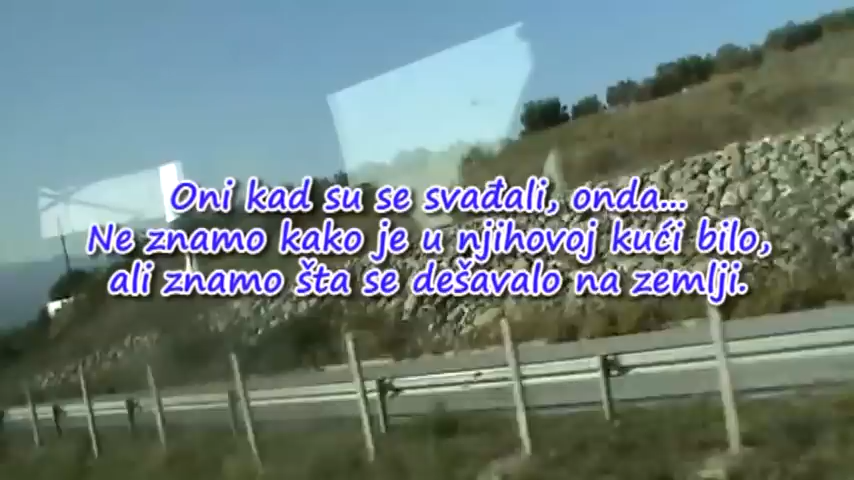 Oni kad su se svađali, onda...
Ne znamo kako je u njihovoj kući bilo,
ali znamo šta se dešavalo na zemlji.